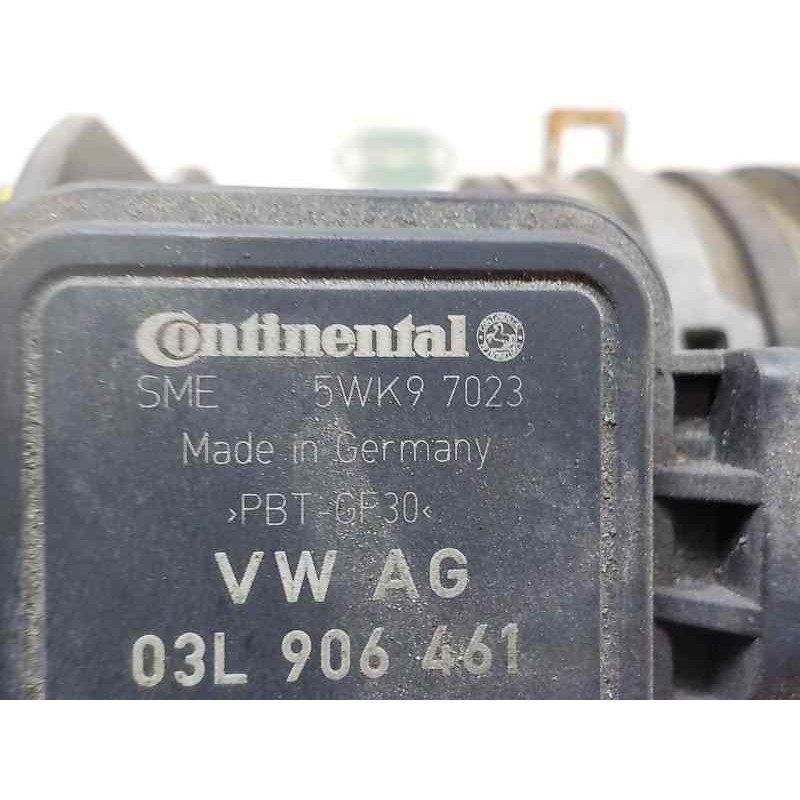 Continental
SME 5WK9 7023
Made in Germany
>PBT-GF30<
VW AG
03L 906 461